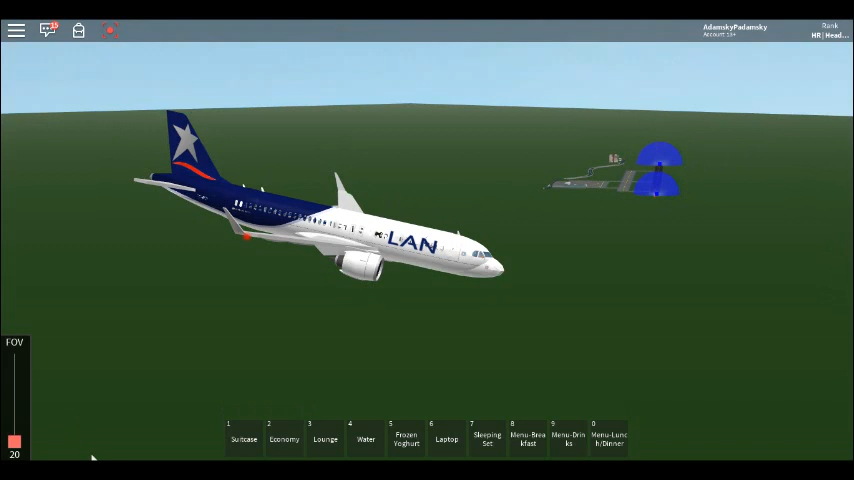 15
AdamskyPadamsky
Account: 13+
Rank
HR | Head...
LAN
FOV
20
1
Suitcase
2
Economy
3
Lounge
4
Water
5
Frozen
Yoghurt
6
Laptop
7
Sleeping
Set
8
Menu-Brea
kfast
9
Menu-Drin
ks
0
Menu-Lunc
h/Dinner